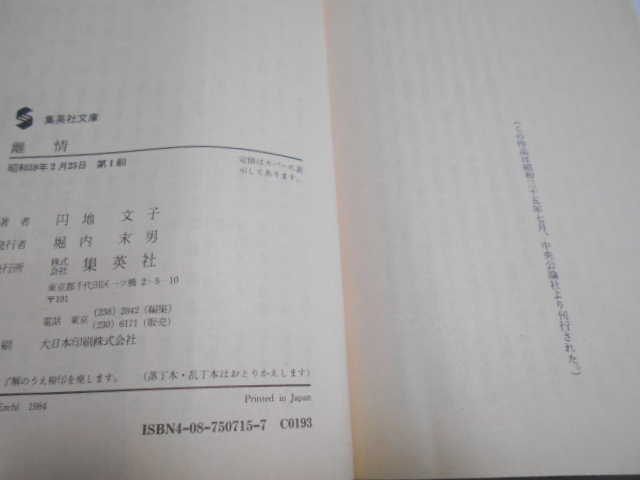 集英社文庫
離情
昭和59年2月25日 第1刷
定価はカバーに表
示してあります。
著者 円地文子
発行者 堀内末男
発行所 株式会社 集英社
東京都千代田区一ツ橋2-5-10
〒101
電話 東京 (238) 2842 (編集)
(230) 6171 (販売)
刷 大日本印刷株式会社
了解のうえ検印を廃します。 (落丁本・乱丁本はおとりかえします)
Enchi 1984
Printed in Japan
ISBN4-08-750715-7 C0193
(この作品は昭和三十五年七月、中央公論社より刊行された。)